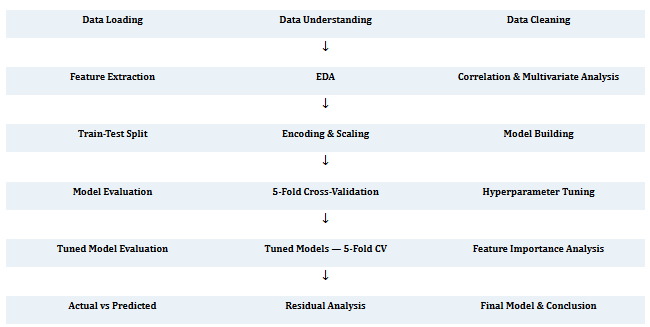 Data Loading Data Understanding Data Cleaning
↓
Feature Extraction EDA Correlation & Multivariate Analysis
↓
Train-Test Split Encoding & Scaling Model Building
↓
Model Evaluation 5-Fold Cross-Validation Hyperparameter Tuning
↓
Tuned Model Evaluation Tuned Models — 5-Fold CV Feature Importance Analysis
↓
Actual vs Predicted Residual Analysis Final Model & Conclusion